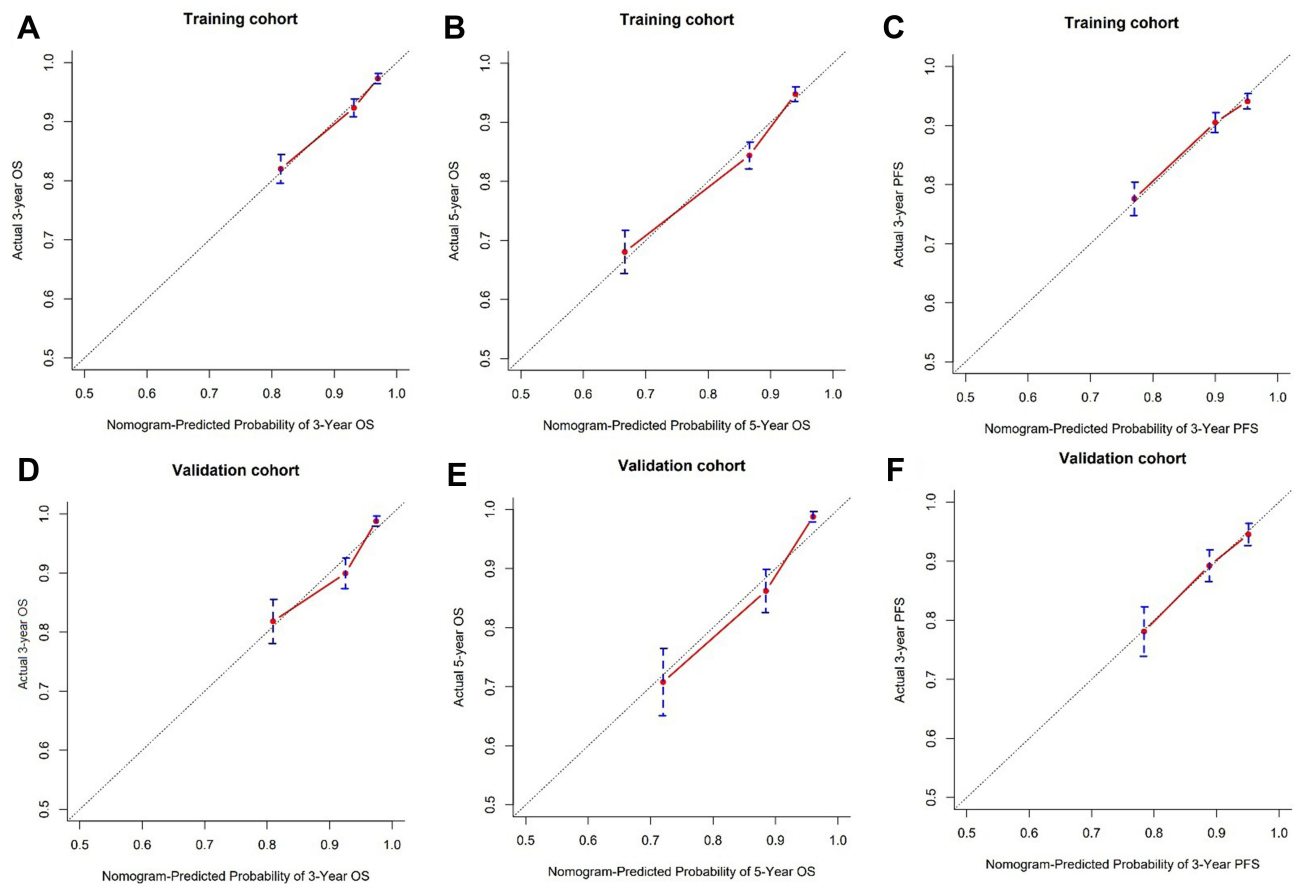 A
Training cohort
Actual 3-year OS
1.0
0.9
0.8
0.7
0.6
0.5
0.5 0.6 0.7 0.8 0.9 1.0
Nomogram-Predicted Probability of 3-Year OS
B
Training cohort
Actual 5-year OS
1.0
0.9
0.8
0.7
0.6
0.5
0.5 0.6 0.7 0.8 0.9 1.0
Nomogram-Predicted Probability of 5-Year OS
C
Training cohort
Actual 3-year PFS
1.0
0.9
0.8
0.7
0.6
0.5
0.5 0.6 0.7 0.8 0.9 1.0
Nomogram-Predicted Probability of 3-Year PFS
D
Validation cohort
Actual 3-year OS
1.0
0.9
0.8
0.7
0.6
0.5
0.5 0.6 0.7 0.8 0.9 1.0
Nomogram-Predicted Probability of 3-Year OS
E
Validation cohort
Actual 5-year OS
1.0
0.9
0.8
0.7
0.6
0.5
0.5 0.6 0.7 0.8 0.9 1.0
Nomogram-Predicted Probability of 5-Year OS
F
Validation cohort
Actual 3-year PFS
1.0
0.9
0.8
0.7
0.6
0.5
0.5 0.6 0.7 0.8 0.9 1.0
Nomogram-Predicted Probability of 3-Year PFS